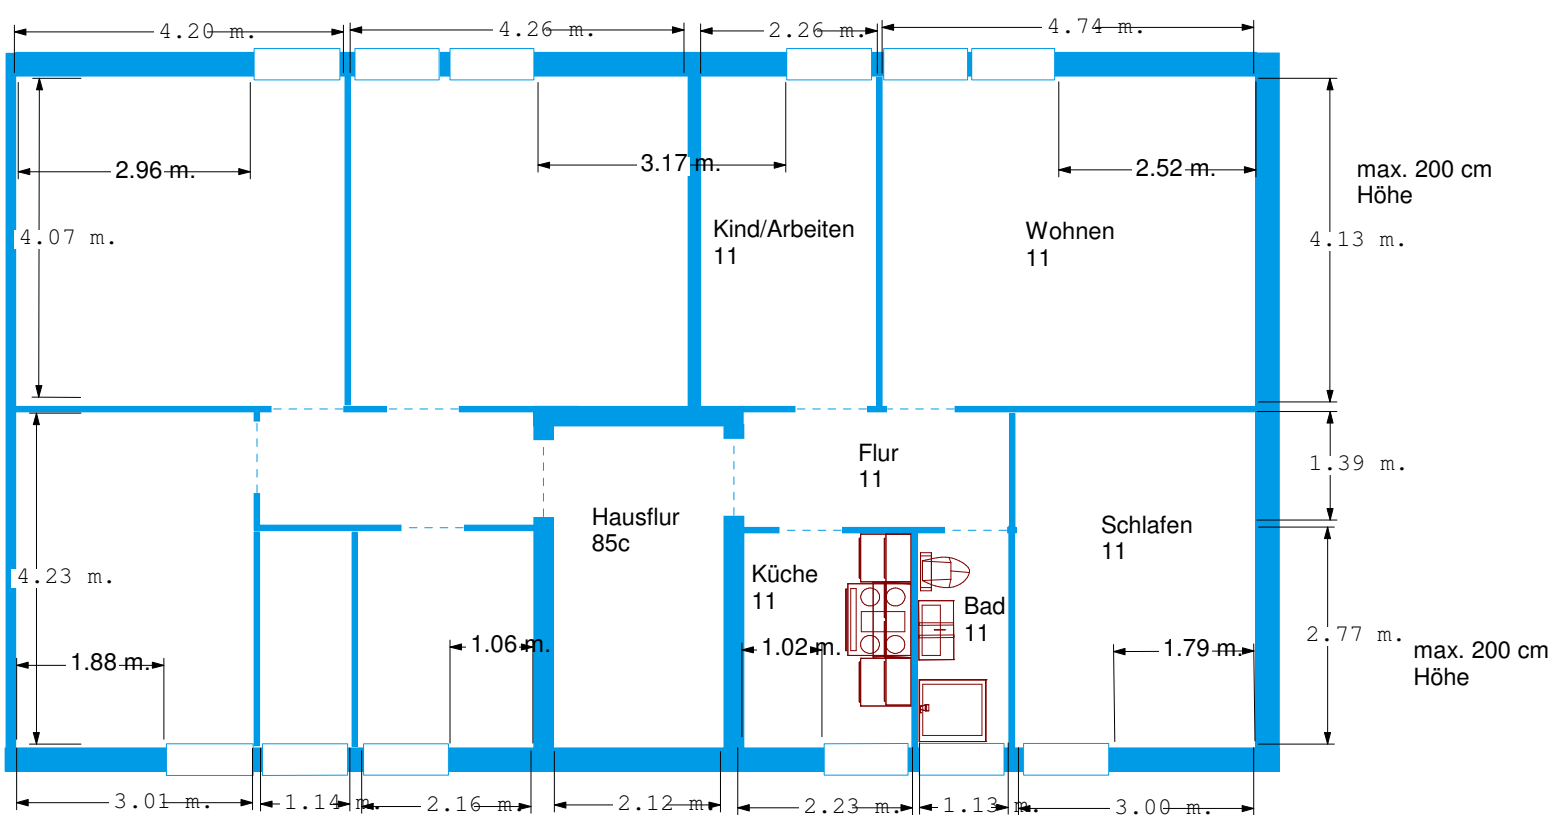 4.20 m.
4.26 m.
2.26 m.
4.74 m.
2.96 m.
3.17 m.
2.52 m.
max. 200 cm
Höhe
4.07 m.
Kind/Arbeiten
11
Wohnen
11
4.13 m.
Flur
11
1.39 m.
Hausflur
85c
Schlafen
11
4.23 m.
Küche
11
Bad
11
2.77 m.
1.88 m.
1.06 m.
1.02 m.
1.79 m.
max. 200 cm
Höhe
3.01 m.
1.14 m.
2.16 m.
2.12 m.
2.23 m.
1.13 m.
3.00 m.